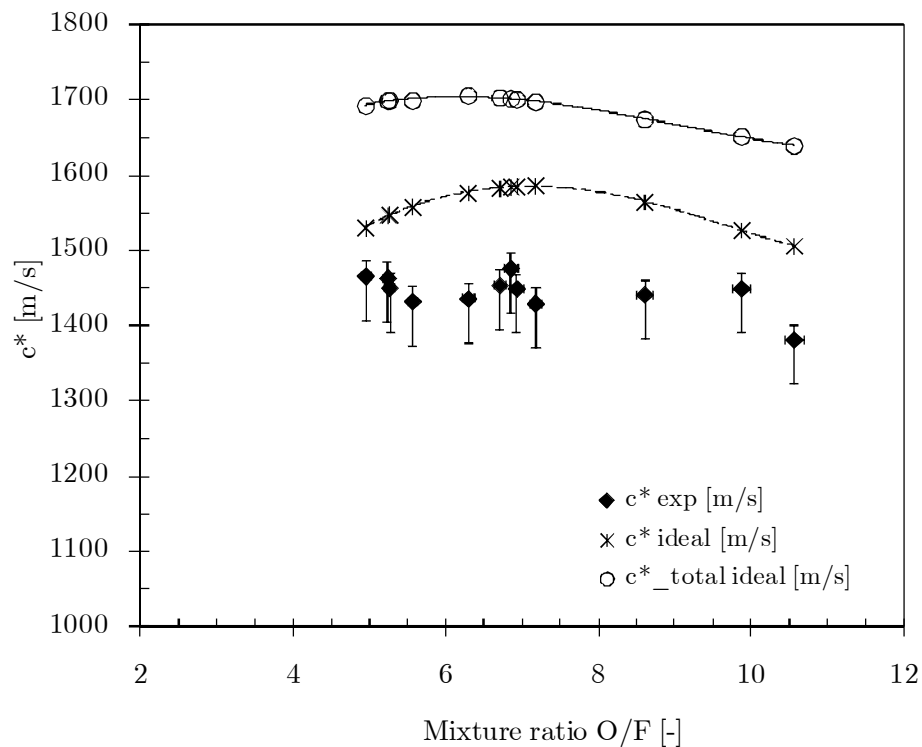 1800
1700
1600
1500
1400
1300
1200
1100
1000
c* [m/s]
c* exp [m/s]
c* ideal [m/s]
c*_total ideal [m/s]
2 4 6 8 10 12
Mixture ratio O/F [-]